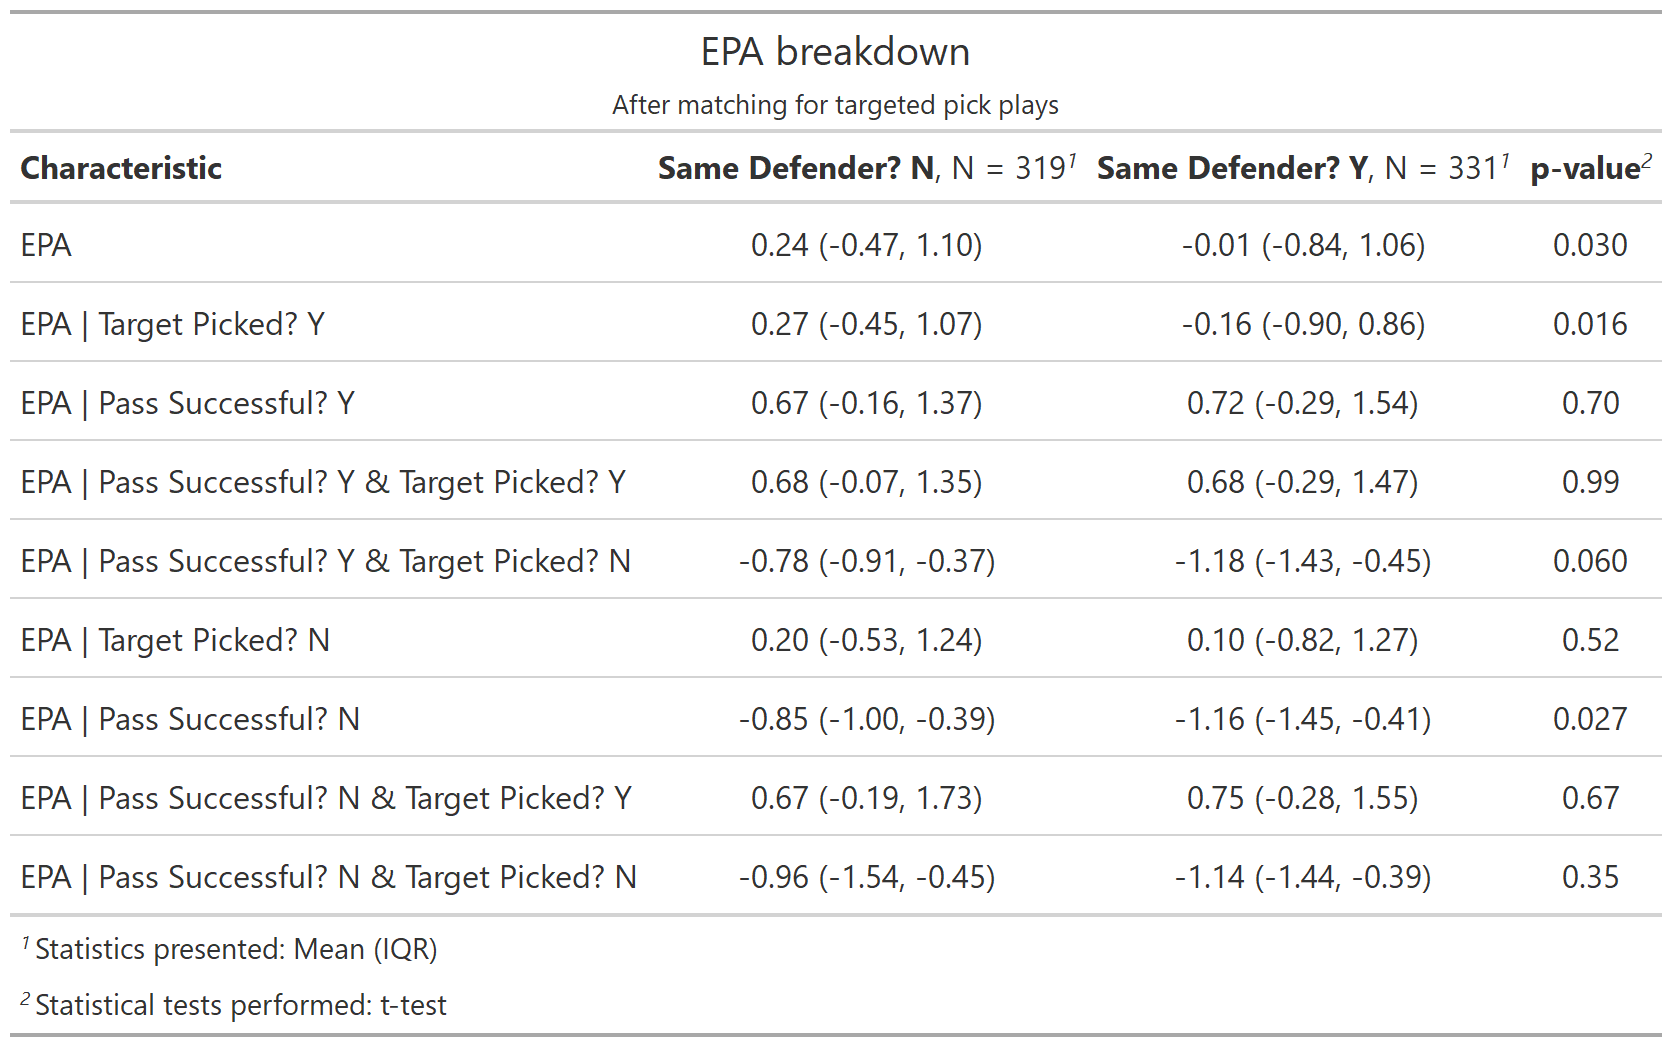 EPA breakdown
After matching for targeted pick plays
Characteristic Same Defender? N, N = 319¹ Same Defender? Y, N = 331¹ p-value²
EPA 0.24 (-0.47, 1.10) -0.01 (-0.84, 1.06) 0.030
EPA | Target Picked? Y 0.27 (-0.45, 1.07) -0.16 (-0.90, 0.86) 0.016
EPA | Pass Successful? Y 0.67 (-0.16, 1.37) 0.72 (-0.29, 1.54) 0.70
EPA | Pass Successful? Y & Target Picked? Y 0.68 (-0.07, 1.35) 0.68 (-0.29, 1.47) 0.99
EPA | Pass Successful? Y & Target Picked? N -0.78 (-0.91, -0.37) -1.18 (-1.43, -0.45) 0.060
EPA | Target Picked? N 0.20 (-0.53, 1.24) 0.10 (-0.82, 1.27) 0.52
EPA | Pass Successful? N -0.85 (-1.00, -0.39) -1.16 (-1.45, -0.41) 0.027
EPA | Pass Successful? N & Target Picked? Y 0.67 (-0.19, 1.73) 0.75 (-0.28, 1.55) 0.67
EPA | Pass Successful? N & Target Picked? N -0.96 (-1.54, -0.45) -1.14 (-1.44, -0.39) 0.35
¹ Statistics presented: Mean (IQR)
² Statistical tests performed: t-test